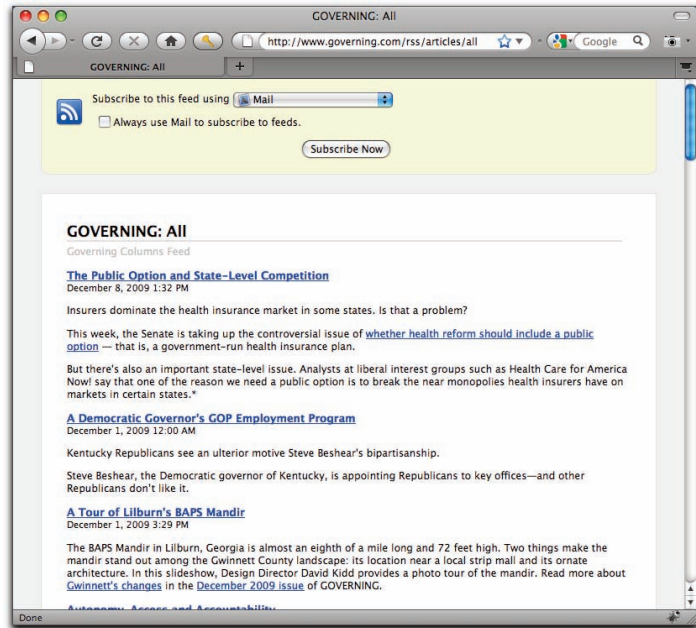 GOVERNING: All
http://www.governing.com/rss/articles/all
Google
GOVERNING: All
+
Subscribe to this feed using Mail
Always use Mail to subscribe to feeds.
Subscribe Now
GOVERNING: All
Governing Columns Feed
The Public Option and State-Level Competition
December 8, 2009 1:32 PM
Insurers dominate the health insurance market in some states. Is that a problem?
This week, the Senate is taking up the controversial issue of whether health reform should include a public
option — that is, a government-run health insurance plan.
But there's also an important state-level issue. Analysts at liberal interest groups such as Health Care for America
Now! say that one of the reason we need a public option is to break the near monopolies health insurers have on
markets in certain states.*
A Democratic Governor's GOP Employment Program
December 1, 2009 12:00 AM
Kentucky Republicans see an ulterior motive Steve Beshear's bipartisanship.
Steve Beshear, the Democratic governor of Kentucky, is appointing Republicans to key offices—and other
Republicans don't like it.
A Tour of Lilburn's BAPS Mandir
December 1, 2009 3:29 PM
The BAPS Mandir in Lilburn, Georgia is almost an eighth of a mile long and 72 feet high. Two things make the
mandir stand out among the Gwinnett County landscape: its location near a local strip mall and its ornate
architecture. In this slideshow, Design Director David Kidd provides a photo tour of the mandir. Read more about
Gwinnett's changes in the December 2009 issue of GOVERNING.
Autonomy, Access and Accountability
Done